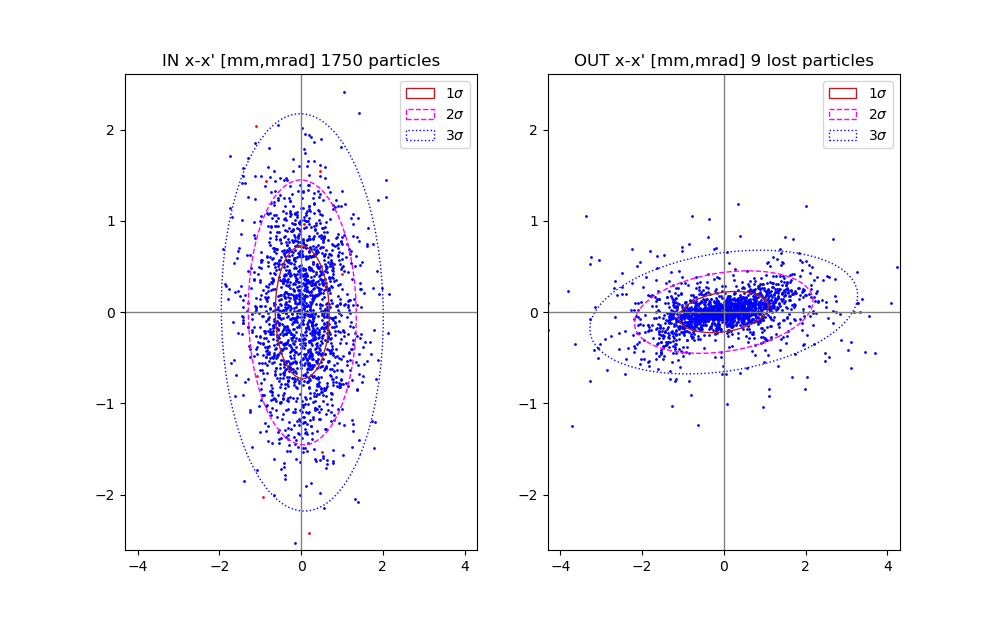 IN x-x' [mm,mrad] 1750 particles
1σ
2σ
3σ
2
1
0
−1
−2
−4
−2
0
2
4
OUT x-x' [mm,mrad] 9 lost particles
1σ
2σ
3σ
2
1
0
−1
−2
−4
−2
0
2
4